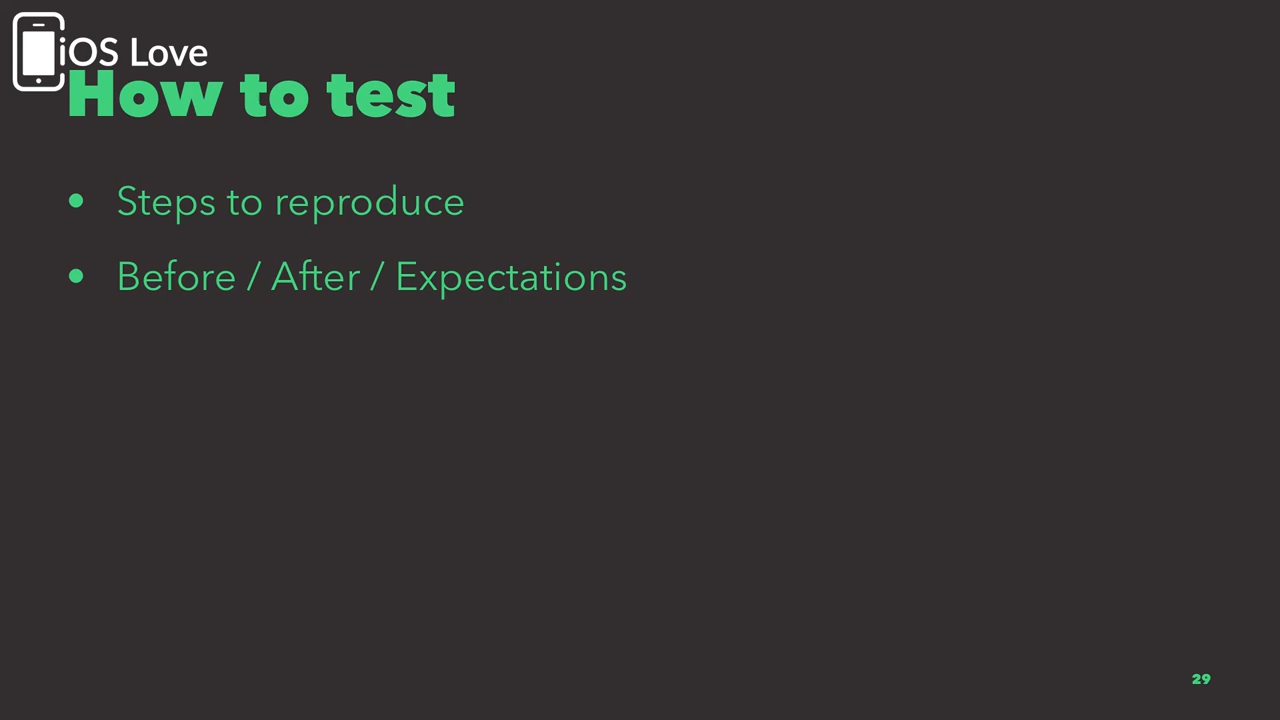 iOS Love
How to test
• Steps to reproduce
• Before / After / Expectations
29